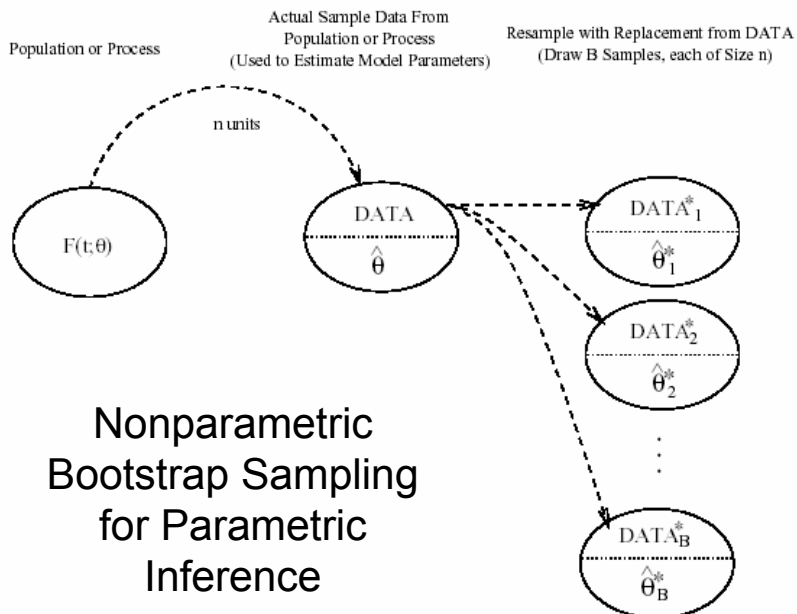 Population or Process
Actual Sample Data From
Population or Process
(Used to Estimate Model Parameters)
Resample with Replacement from DATA
(Draw B Samples, each of Size n)
n units
F(t;θ)
DATA
θ̂
DATA*₁
θ̂*₁
DATA*₂
θ̂*₂
⋮
DATA*_B
θ̂*_B
Nonparametric
Bootstrap Sampling
for Parametric
Inference